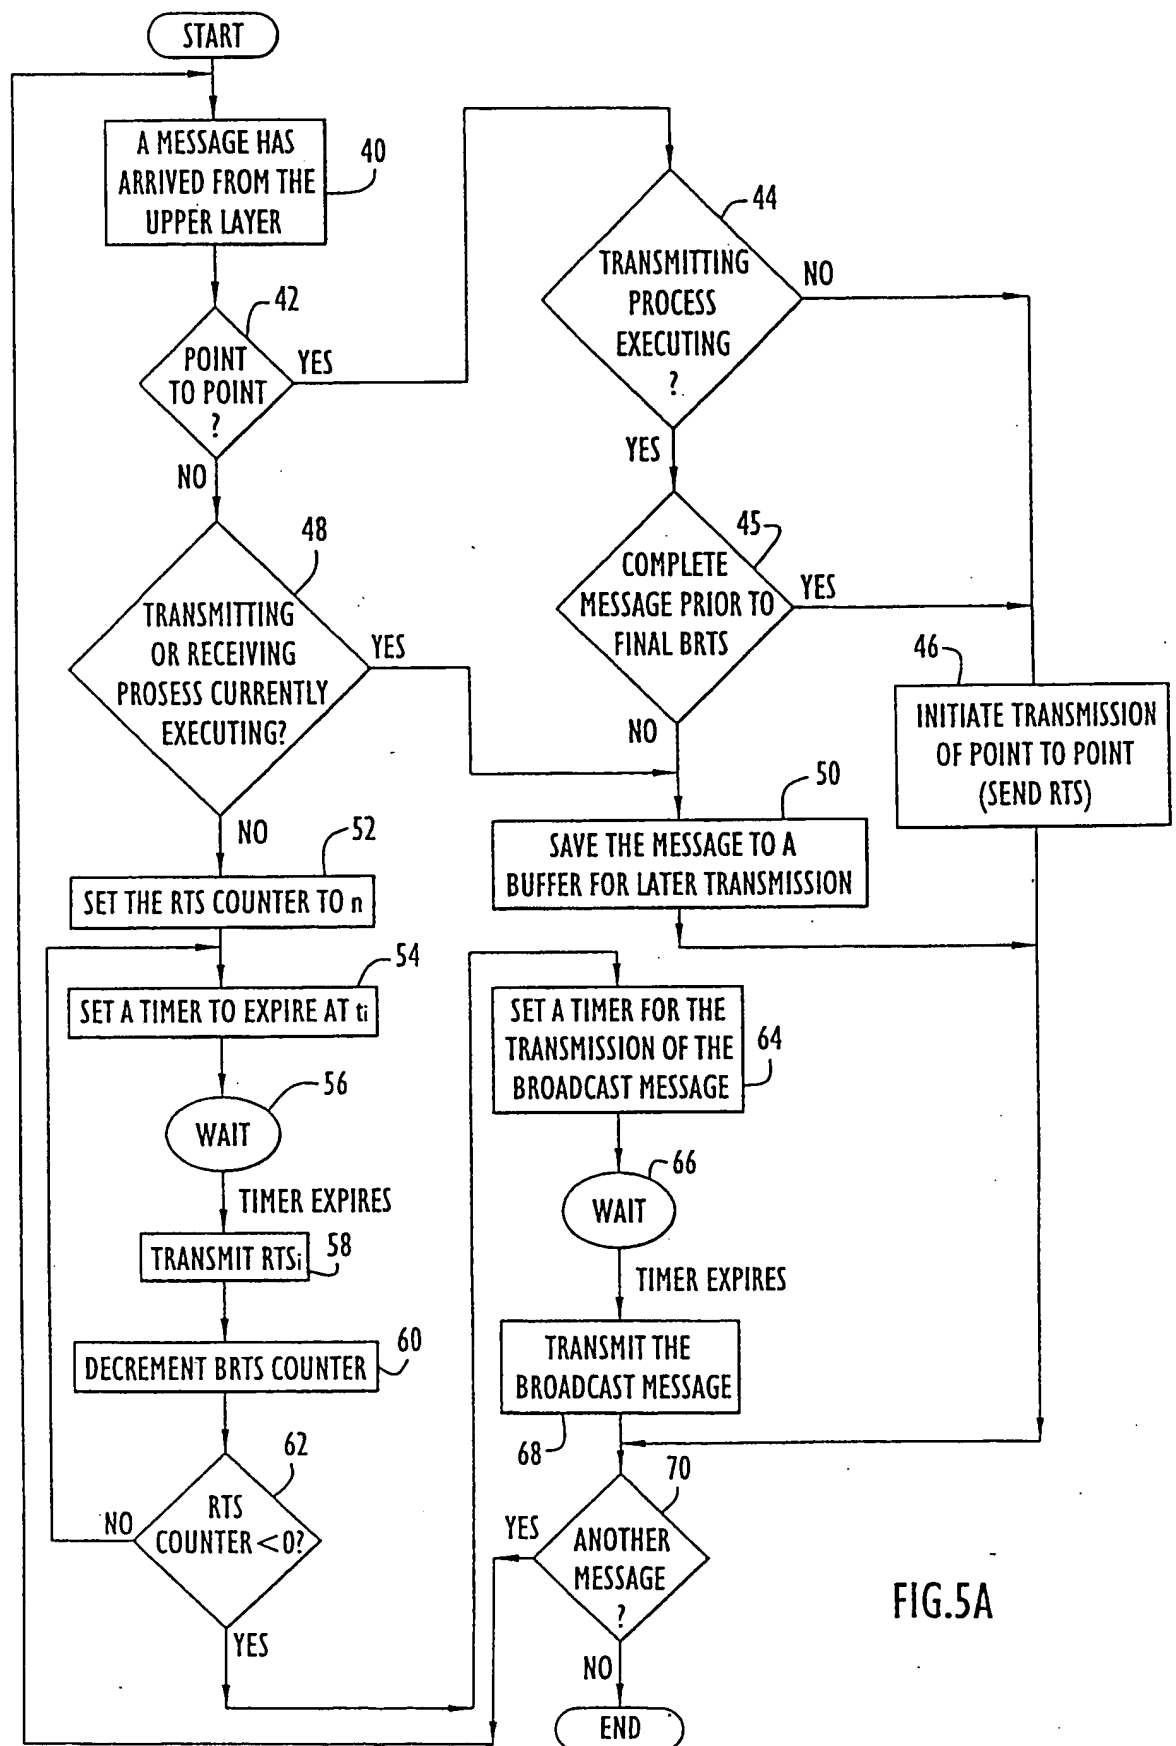 START
A MESSAGE HAS
ARRIVED FROM THE
UPPER LAYER
40
42
POINT
TO POINT
?
YES
NO
44
TRANSMITTING
PROCESS
EXECUTING
?
NO
YES
45
COMPLETE
MESSAGE PRIOR TO
FINAL BRTS
YES
NO
46
INITIATE TRANSMISSION
OF POINT TO POINT
(SEND RTS)
48
TRANSMITTING
OR RECEIVING
PROSESS CURRENTLY
EXECUTING?
YES
NO
50
SAVE THE MESSAGE TO A
BUFFER FOR LATER TRANSMISSION
52
SET THE RTS COUNTER TO n
54
SET A TIMER TO EXPIRE AT ti
56
WAIT
TIMER EXPIRES
TRANSMIT RTSi
58
DECREMENT BRTS COUNTER
60
62
RTS
COUNTER <0?
NO
YES
SET A TIMER FOR THE
TRANSMISSION OF THE
BROADCAST MESSAGE
64
66
WAIT
TIMER EXPIRES
TRANSMIT THE
BROADCAST MESSAGE
68
70
ANOTHER
MESSAGE
?
YES
NO
END
FIG.5A